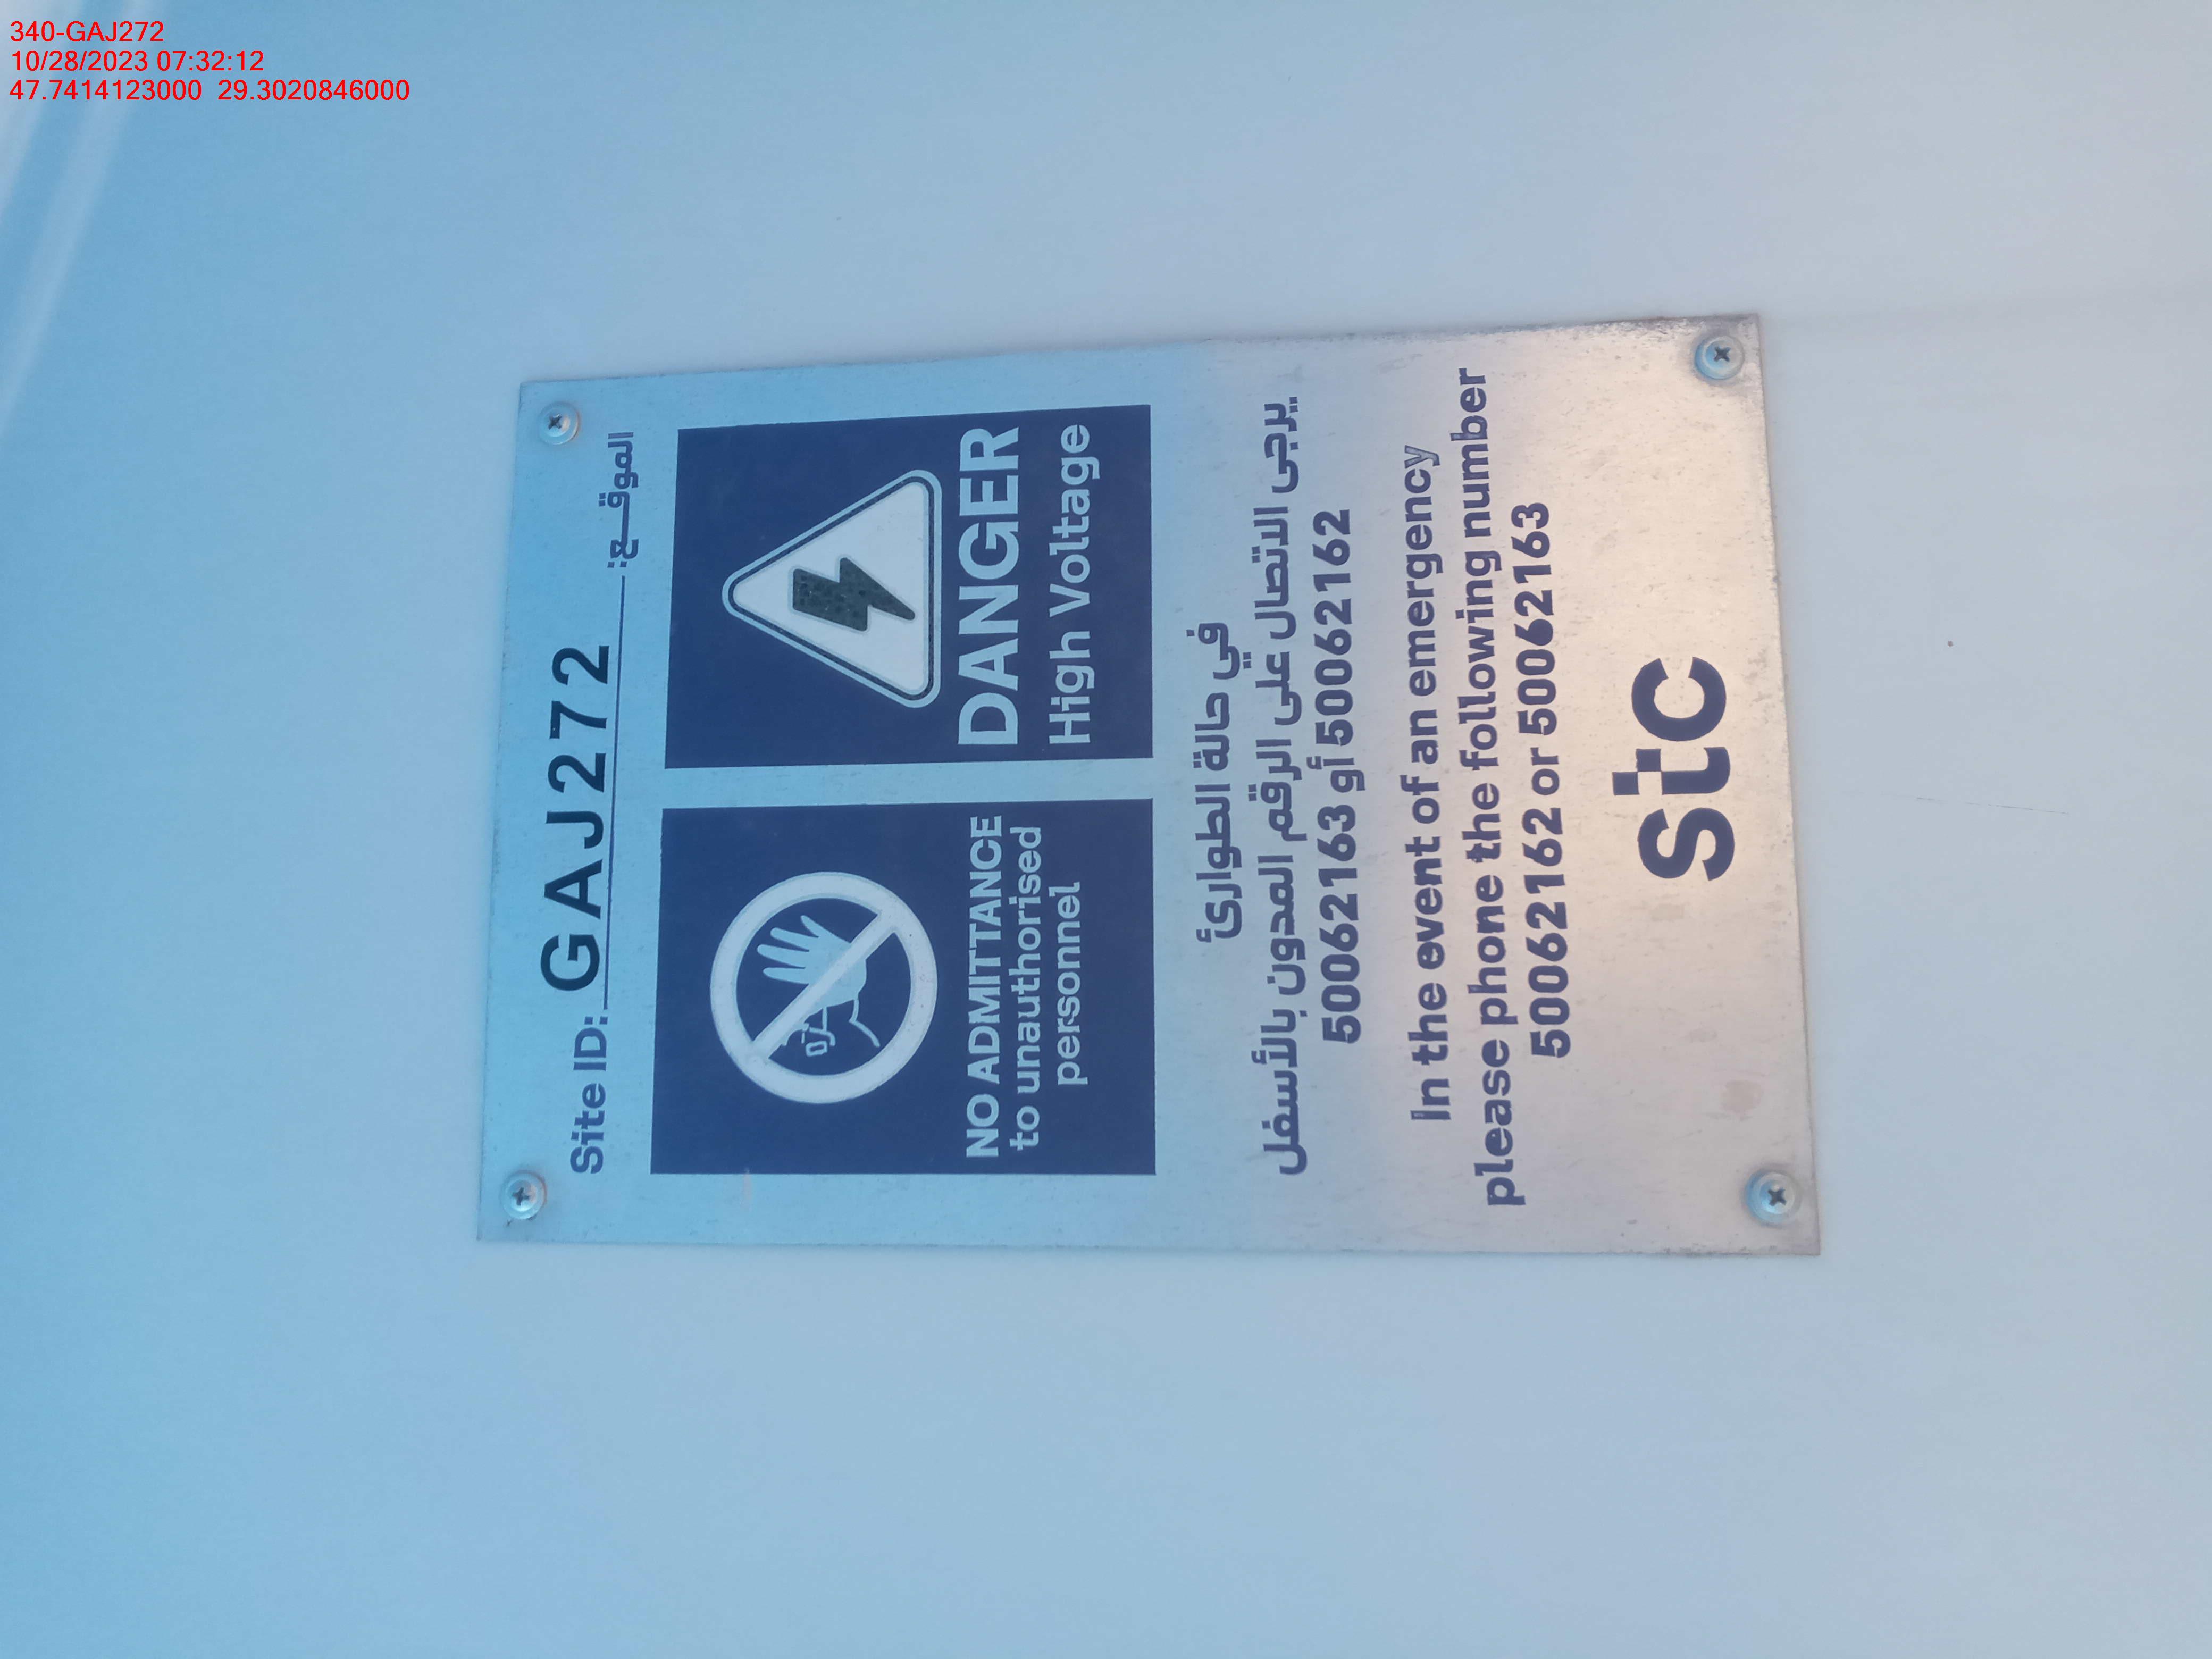 340-GAJ272
10/28/2023 07:32:12
47.7414123000 29.3020846000
Site ID: GAJ272 الموقـــع:
NO ADMITTANCE
to unauthorised
personnel
DANGER
High Voltage
في حالة الطوارئ
يرجى الاتصال على الرقم المدون بالأسفل
50062163 أو 50062162
In the event of an emergency
please phone the following number
50062162 or 50062163
stc